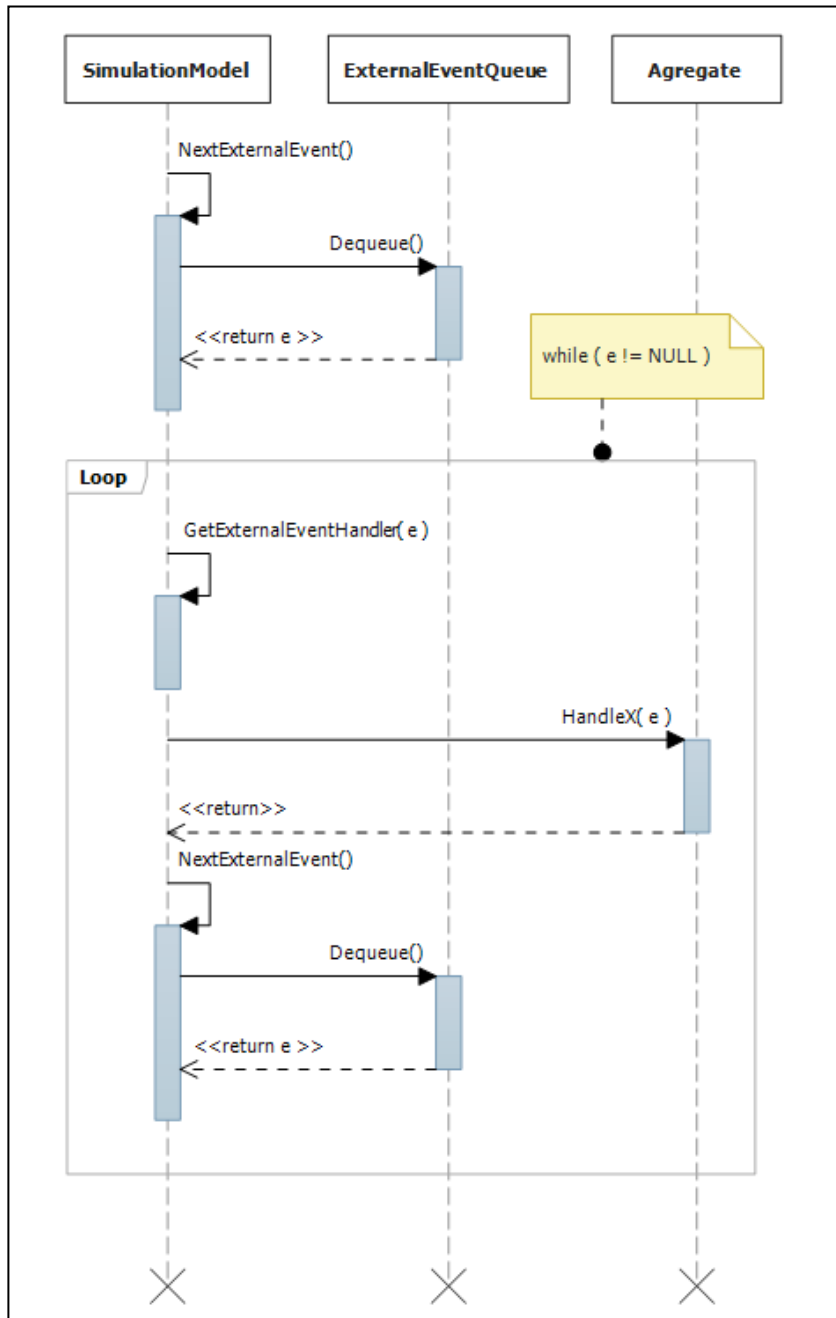 SimulationModel
ExternalEventQueue
Agregate
NextExternalEvent()
Dequeue()
<<return e >>
while ( e != NULL )
Loop
GetExternalEventHandler( e )
HandleX( e )
<<return>>
NextExternalEvent()
Dequeue()
<<return e >>